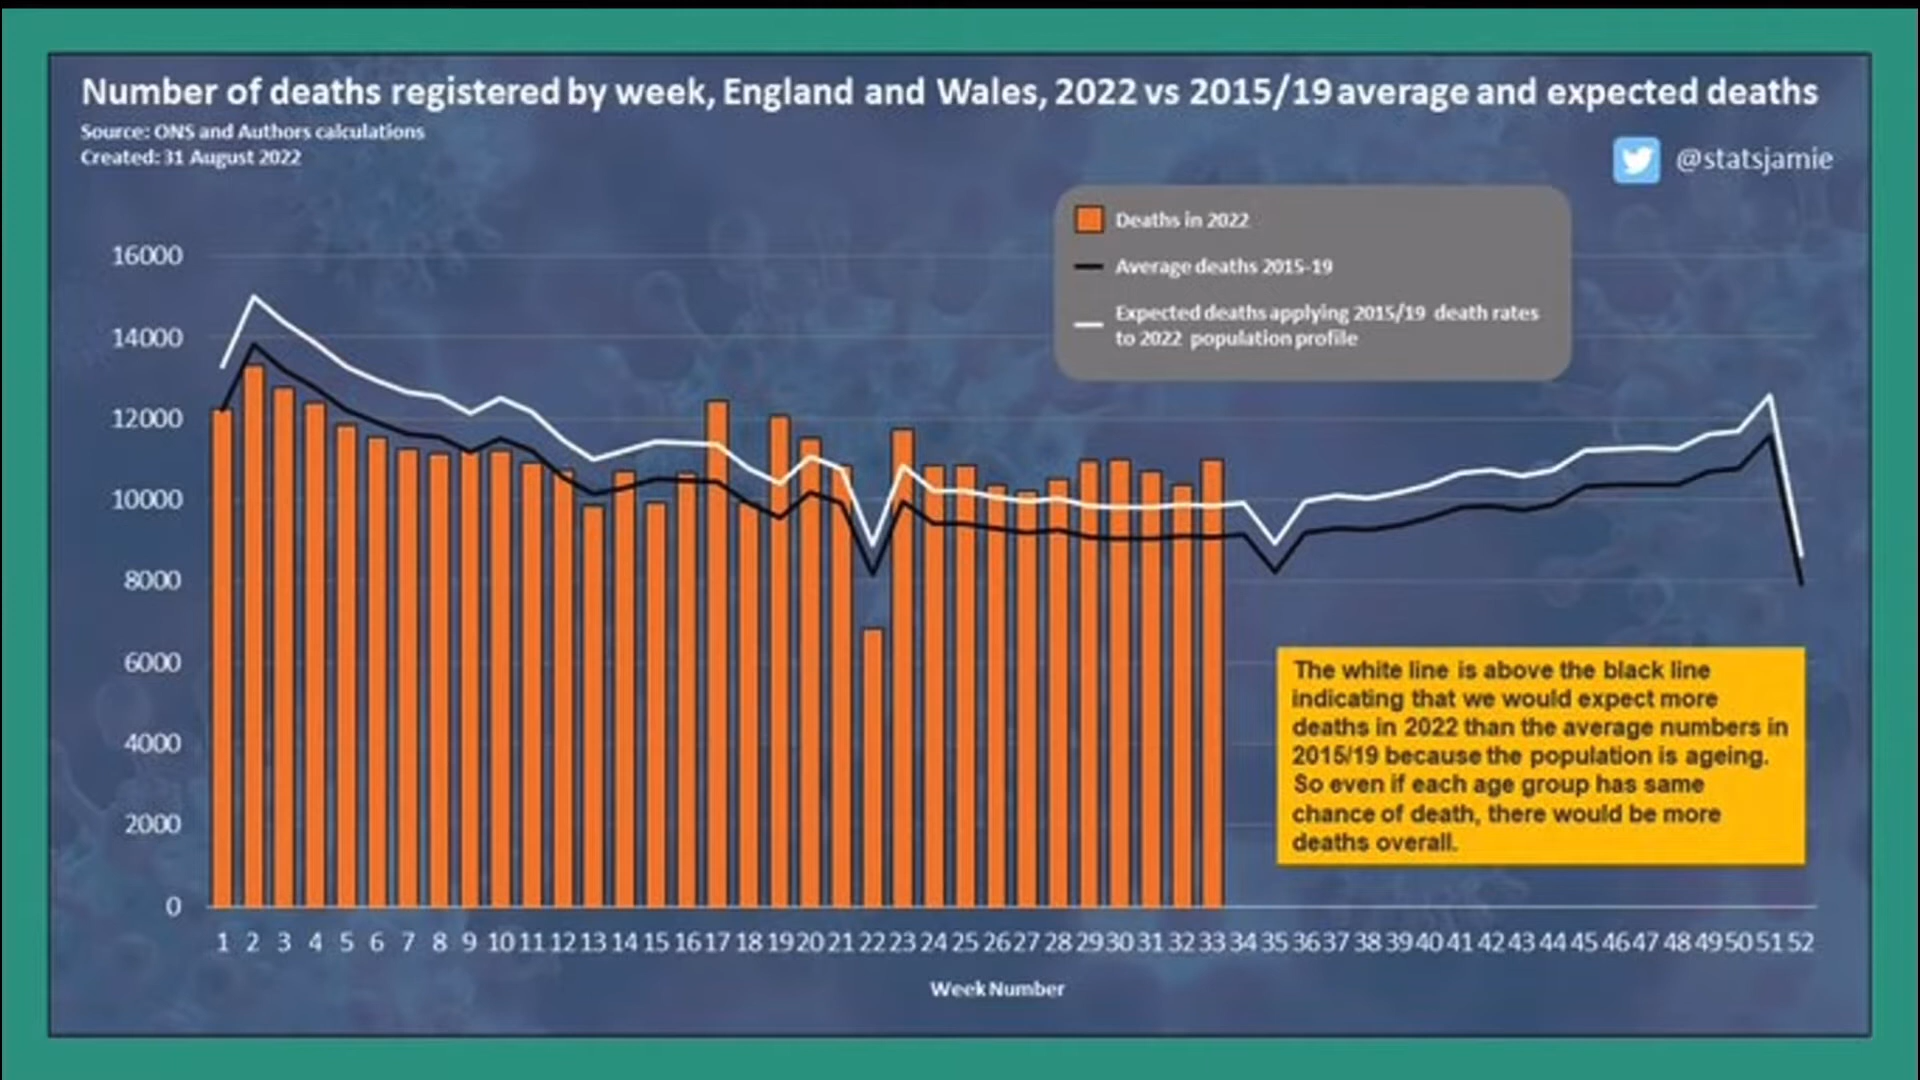 Number of deaths registered by week, England and Wales, 2022 vs 2015/19 average and expected deaths
Source: ONS and Authors calculations
Created: 31 August 2022
@statsjamie
Deaths in 2022
Average deaths 2015-19
Expected deaths applying 2015/19 death rates
to 2022 population profile
16000
14000
12000
10000
8000
6000
4000
2000
0
The white line is above the black line
indicating that we would expect more
deaths in 2022 than the average numbers in
2015/19 because the population is ageing.
So even if each age group has same
chance of death, there would be more
deaths overall.
1 2 3 4 5 6 7 8 9 10 11 12 13 14 15 16 17 18 19 20 21 22 23 24 25 26 27 28 29 30 31 32 33 34 35 36 37 38 39 40 41 42 43 44 45 46 47 48 49 50 51 52
Week Number